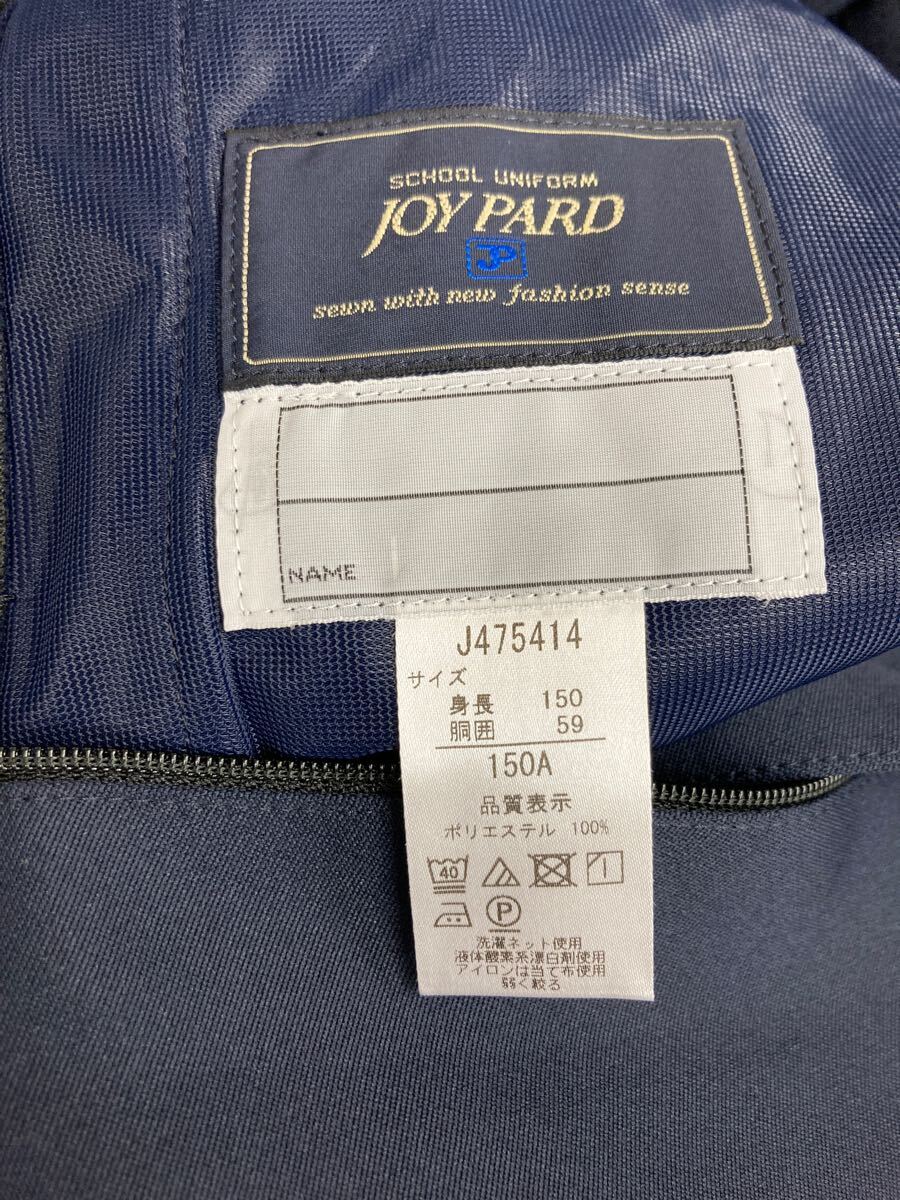 SCHOOL UNIFORM
JOY PARD
JP
sewn with new fashion sense
NAME
J475414
サイズ
身長 150
胴囲 59
150A
品質表示
ポリエステル 100%
40
P
洗濯ネット使用
液体酸素系漂白剤使用
アイロンは当て布使用
弱く絞る